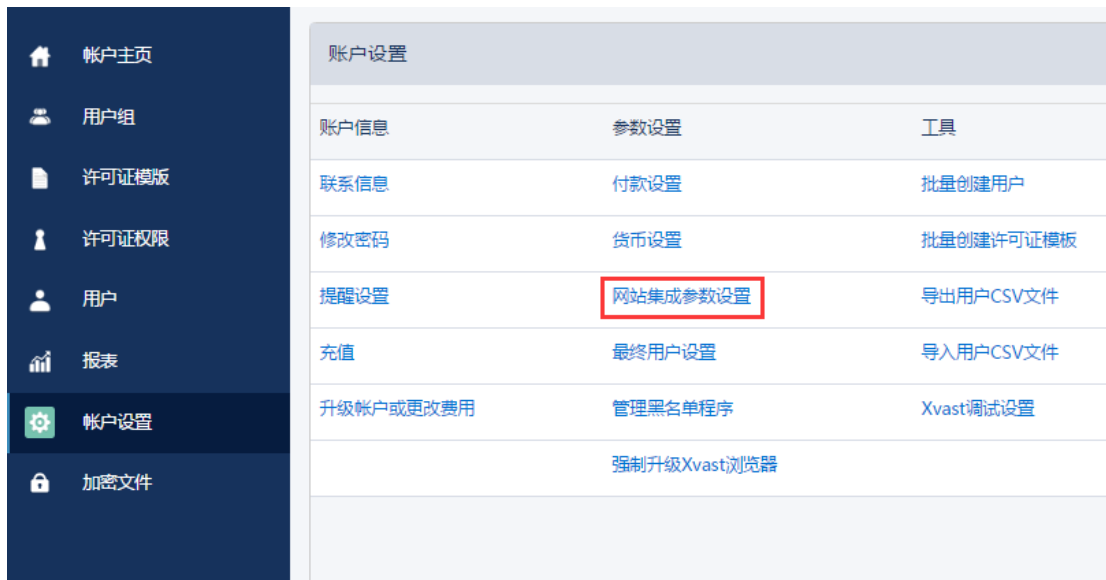 帐户主页
用户组
许可证模版
许可证权限
用户
报表
帐户设置
加密文件
账户设置
账户信息 参数设置 工具
联系信息 付款设置 批量创建用户
修改密码 货币设置 批量创建许可证模板
提醒设置 网站集成参数设置 导出用户CSV文件
充值 最终用户设置 导入用户CSV文件
升级帐户或更改费用 管理黑名单程序 Xvast调试设置
强制升级Xvast浏览器